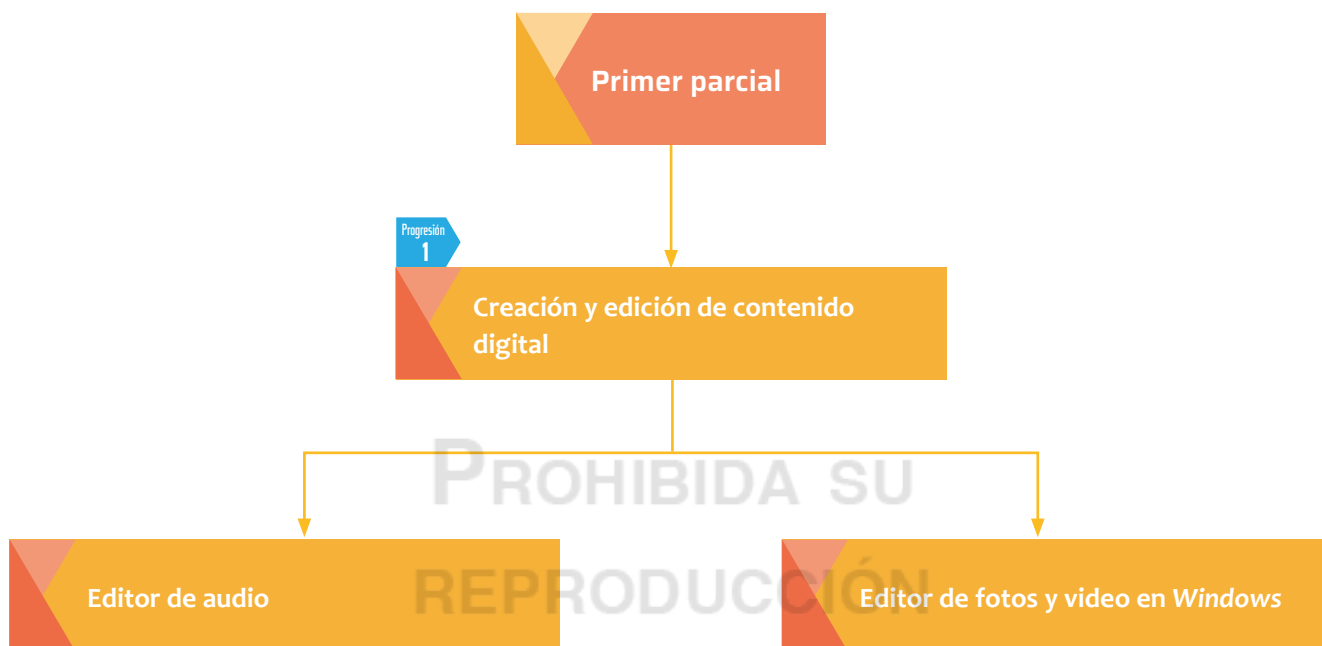 Primer parcial
Progresión
1
Creación y edición de contenido
digital
PROHIBIDA SU
REPRODUCCIÓN
Editor de audio
Editor de fotos y video en Windows